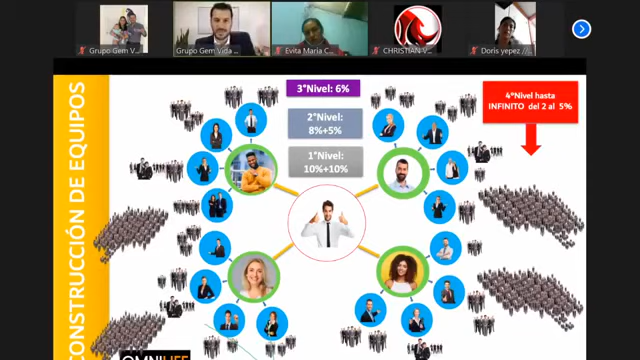 Grupo Gem V...
Grupo Gem Vida ...
Evita Maria C...
CHRISTIAN V...
Doris yepez //...
CONSTRUCCIÓN DE EQUIPOS
3°Nivel: 6%
2°Nivel:
8%+5%
1°Nivel:
10%+10%
4°Nivel hasta
INFINITO del 2 al 5%
OMNILIFE